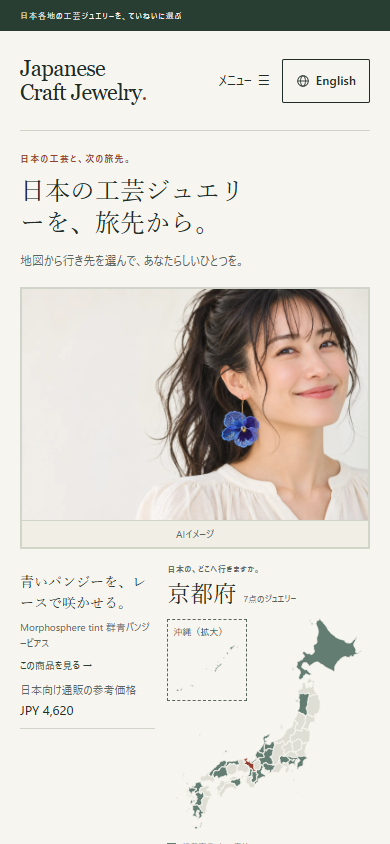 日本各地の工芸ジュエリーを、ていねいに選ぶ
Japanese
Craft Jewelry.
メニュー
English
日本の工芸と、次の旅先。
日本の工芸ジュエリ
ーを、旅先から。
地図から行き先を選んで、あなたらしいひとつを。
AIイメージ
青いパンジーを、レ
ースで咲かせる。
Morphosphere tint 群青パンジ
ーピアス
この商品を見る →
日本向け通販の参考価格
JPY 4,620
日本の、どこへ行きますか。
京都府 7点のジュエリー
沖縄（拡大）